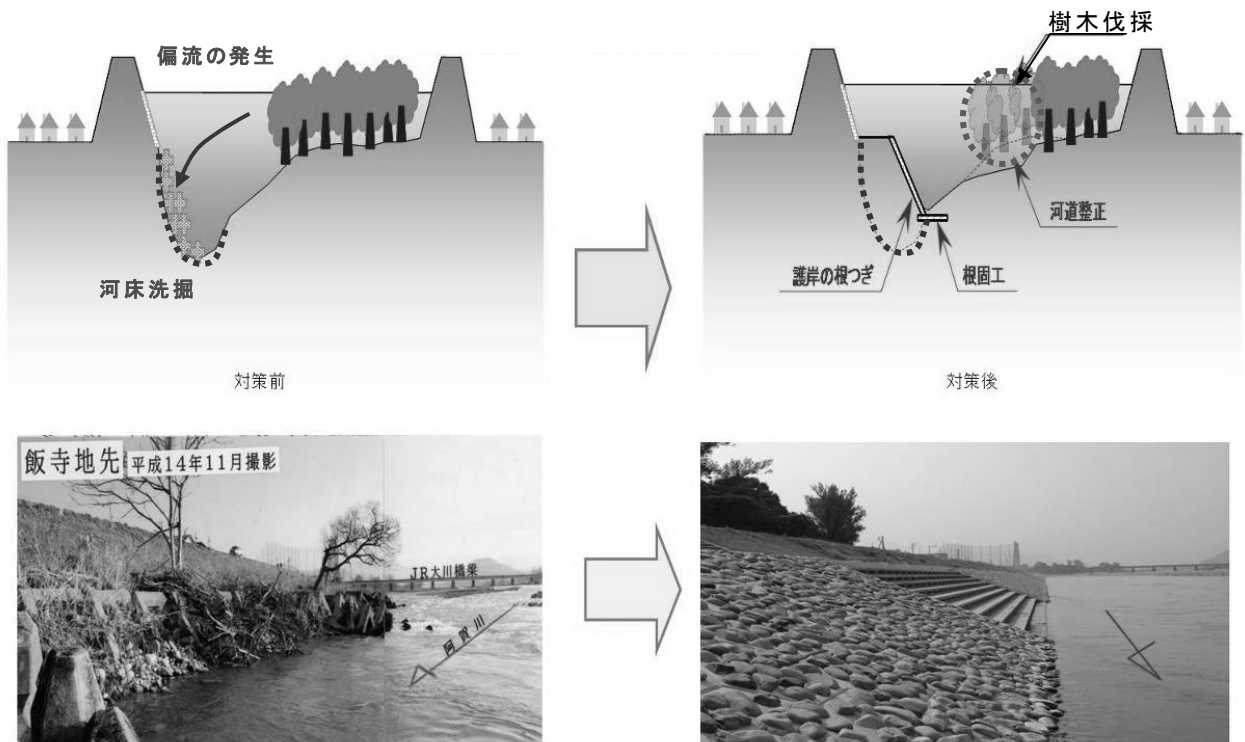 偏流の発生
河床洗掘
対策前
樹木伐採
河道整正
護岸の根つぎ
根固工
対策後
飯寺地先 平成14年11月撮影
JR大川橋梁
阿賀川